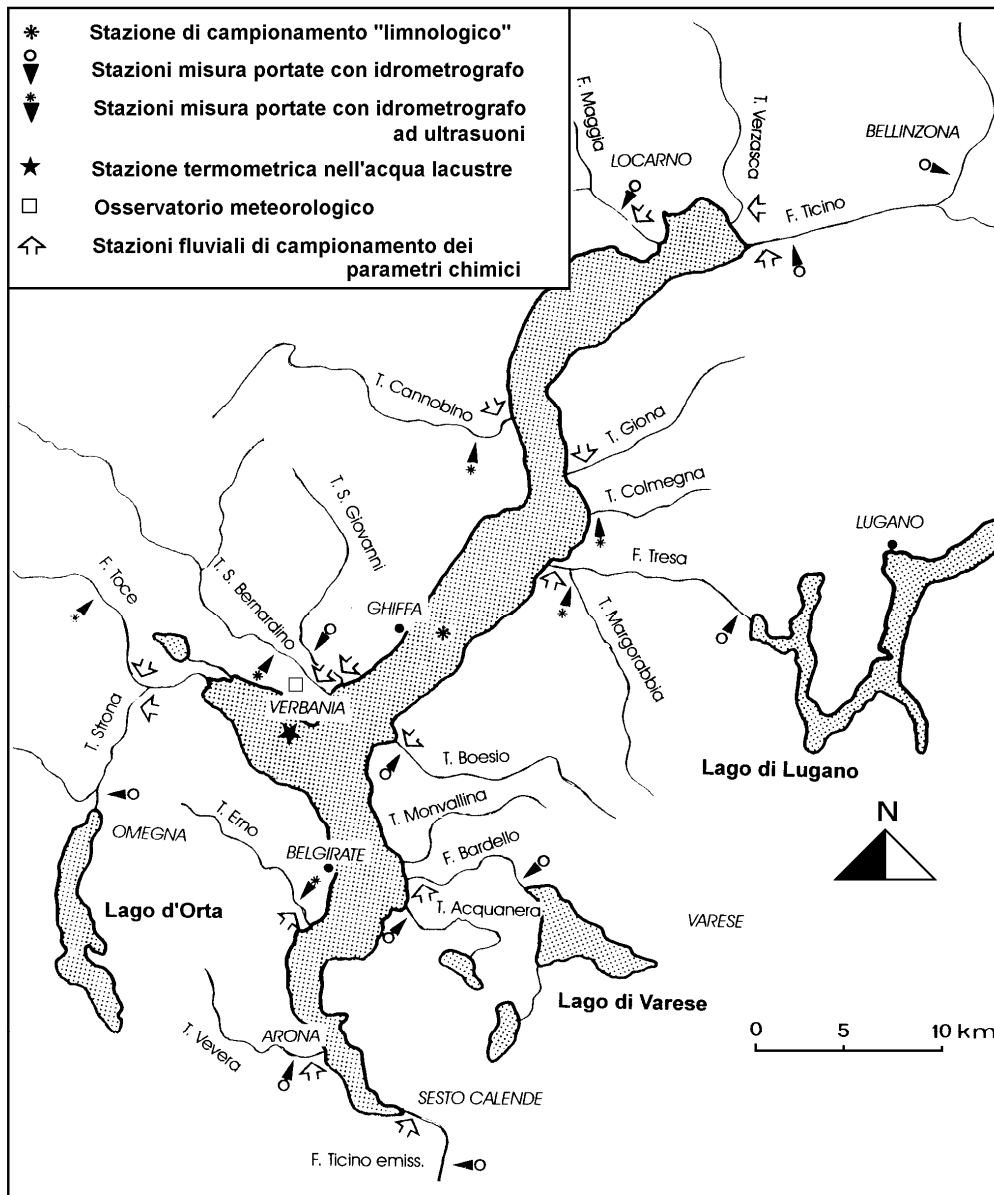 Stazione di campionamento "limnologico"
Stazioni misura portate con idrometrografo
Stazioni misura portate con idrometrografo
ad ultrasuoni
Stazione termometrica nell'acqua lacustre
Osservatorio meteorologico
Stazioni fluviali di campionamento dei
parametri chimici
F. Maggia
LOCARNO
T. Verzasca
BELLINZONA
F. Ticino
T. Cannobino
T. Giona
T. Colmegna
LUGANO
F. Tresa
T. S. Giovanni
F. Toce
T. S. Bernardino
GHIFFA
T. Margorabbia
VERBANIA
T. Strona
T. Boesio
Lago di Lugano
T. Monvallina
T. Erno
N
OMEGNA
BELGIRATE
F. Bardello
Lago d'Orta
T. Acquanera
VARESE
Lago di Varese
ARONA
T. Vevera
0 5 10 km
SESTO CALENDE
F. Ticino emiss.